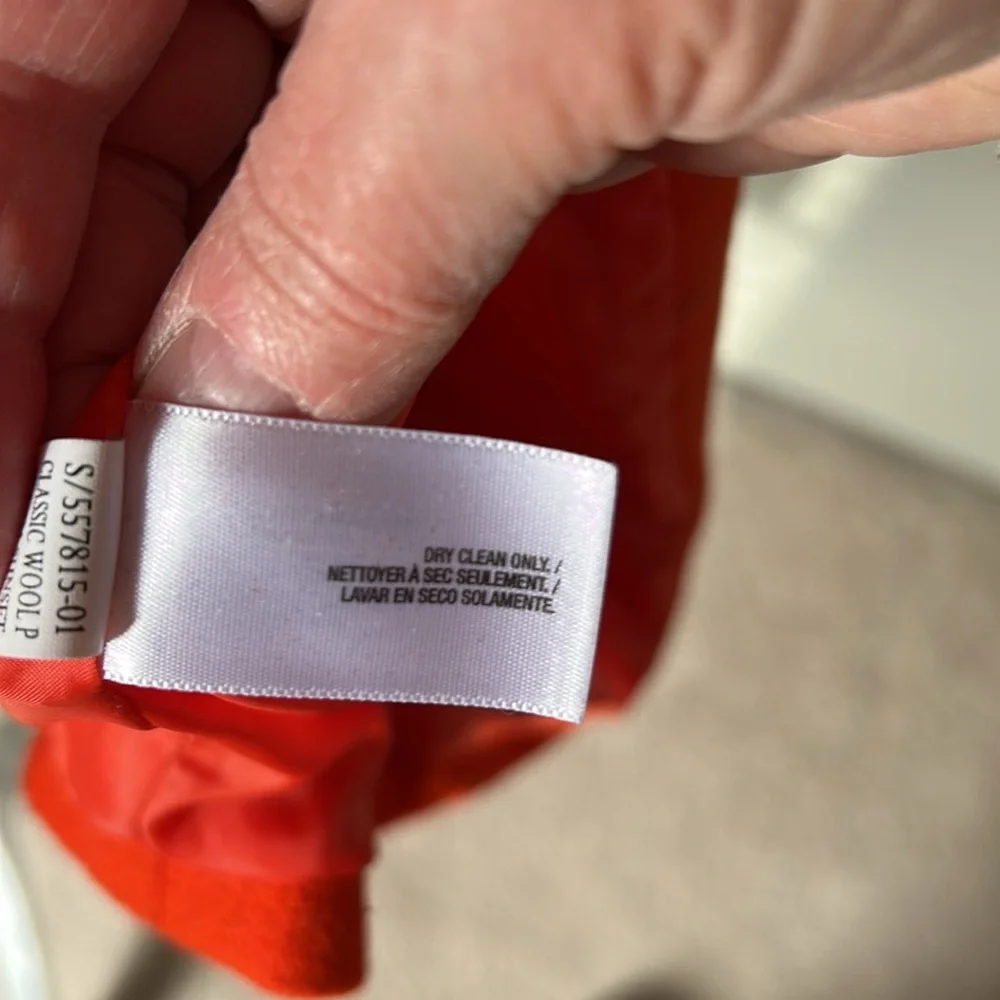 DRY CLEAN ONLY. /
NETTOYER À SEC SEULEMENT. /
LAVAR EN SECO SOLAMENTE.
S/557815-01
CLASSIC WOOL P